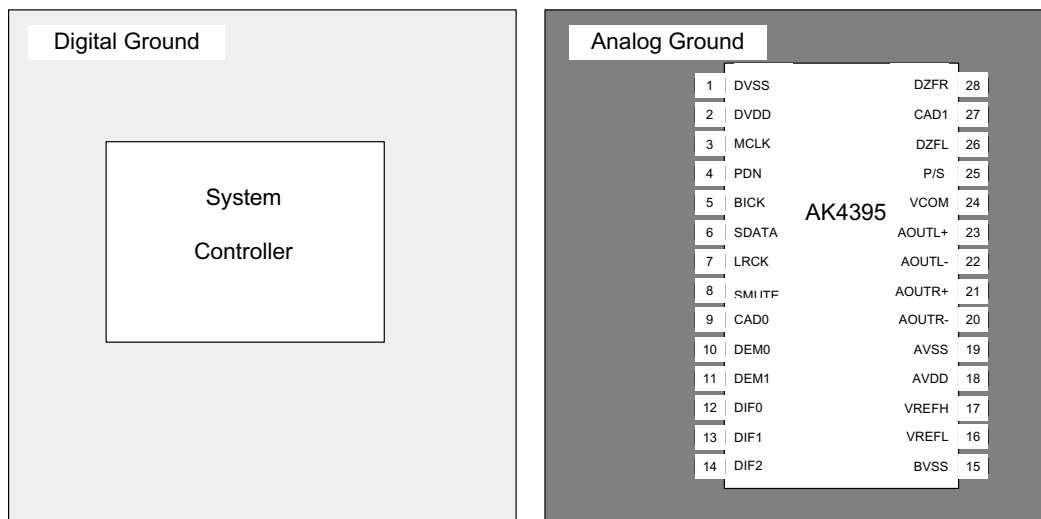 Digital Ground
System
Controller
Analog Ground
AK4395
1 DVSS
2 DVDD
3 MCLK
4 PDN
5 BICK
6 SDATA
7 LRCK
8 SMUTE
9 CAD0
10 DEM0
11 DEM1
12 DIF0
13 DIF1
14 DIF2
DZFR 28
CAD1 27
DZFL 26
P/S 25
VCOM 24
AOUTL+ 23
AOUTL- 22
AOUTR+ 21
AOUTR- 20
AVSS 19
AVDD 18
VREFH 17
VREFL 16
BVSS 15